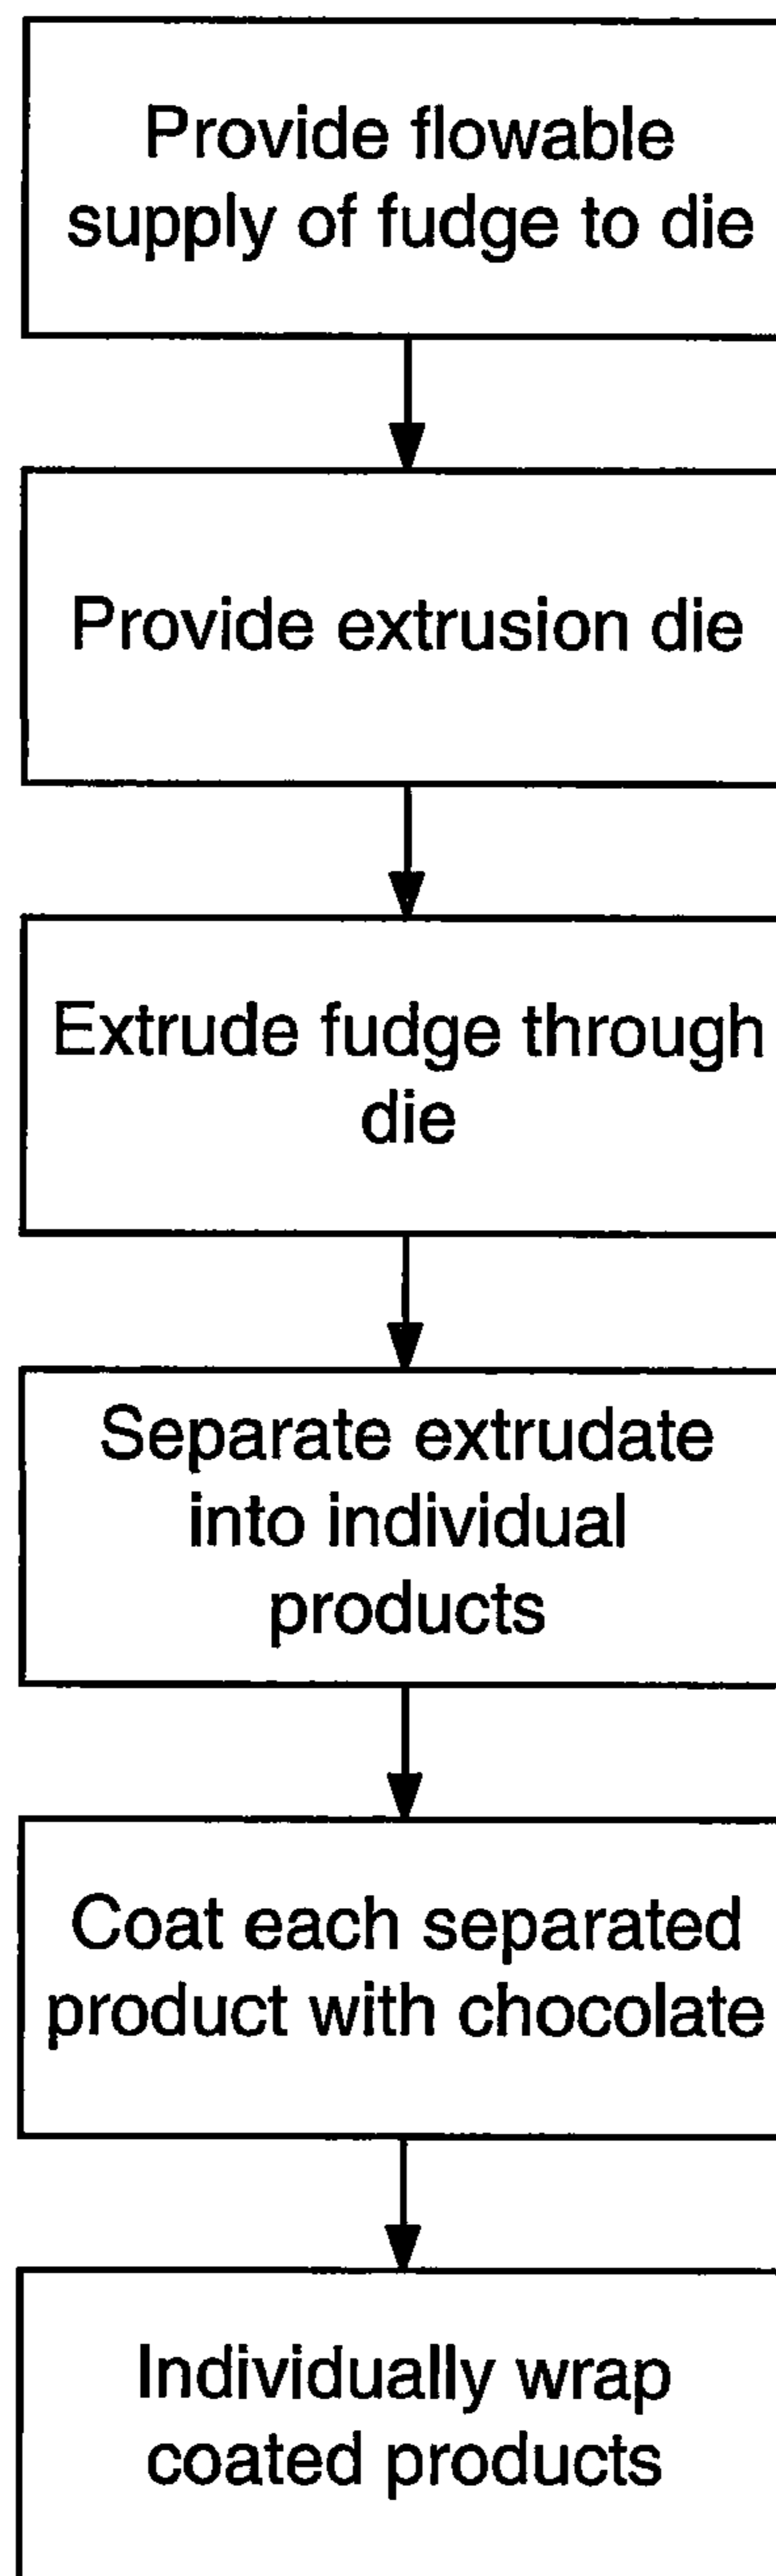 Provide flowable
supply of fudge to die
Provide extrusion die
Extrude fudge through
die
Separate extrudate
into individual
products
Coat each separated
product with chocolate
Individually wrap
coated products